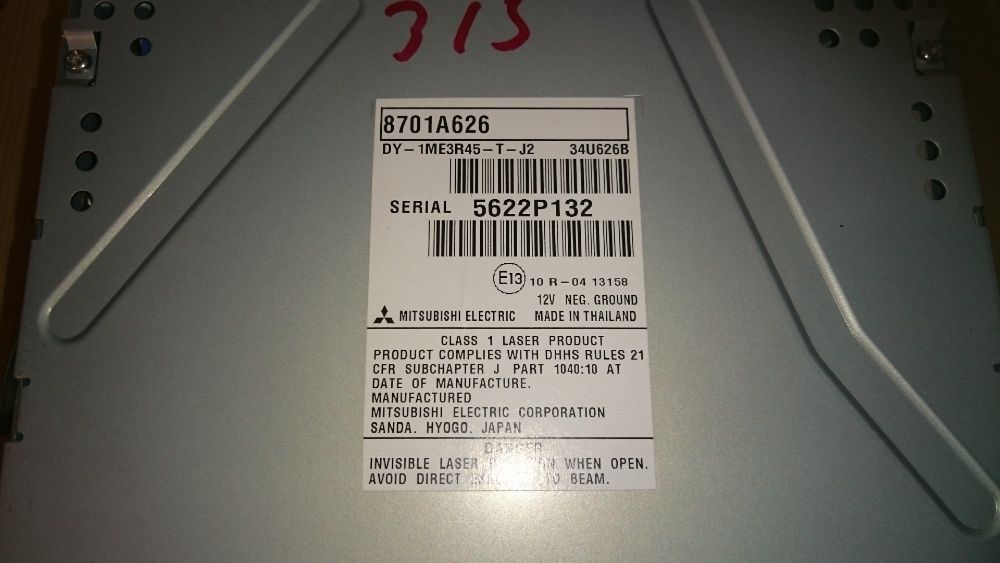 313
8701A626
DY-1ME3R45-T-J2 34U626B
SERIAL 5622P132
E13 10 R-04 13158
12V NEG. GROUND
MITSUBISHI ELECTRIC MADE IN THAILAND
CLASS 1 LASER PRODUCT
PRODUCT COMPLIES WITH DHHS RULES 21
CFR SUBCHAPTER J PART 1040:10 AT
DATE OF MANUFACTURE.
MANUFACTURED
MITSUBISHI ELECTRIC CORPORATION
SANDA. HYOGO. JAPAN
DANGER
INVISIBLE LASER WHEN OPEN.
AVOID DIRECT TO BEAM.